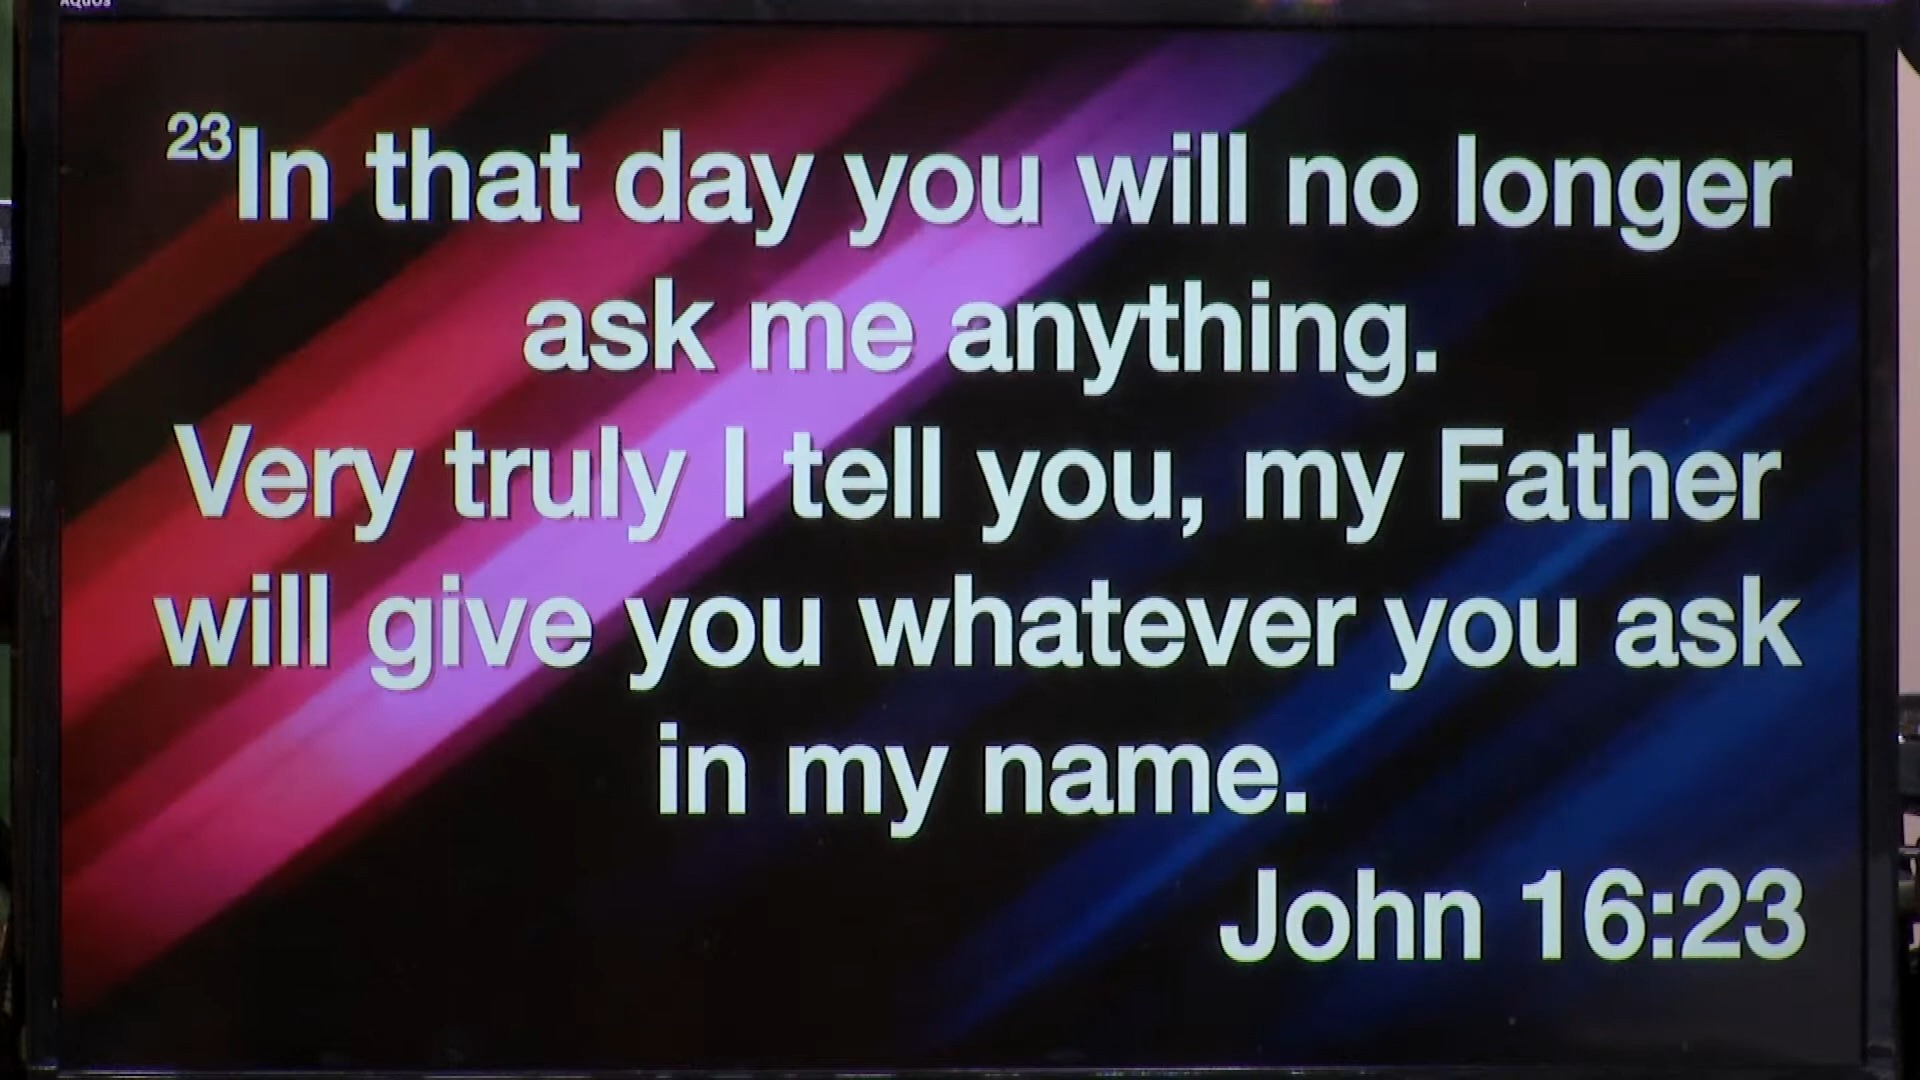 AQUOS
23In that day you will no longer
ask me anything.
Very truly I tell you, my Father
will give you whatever you ask
in my name.
John 16:23